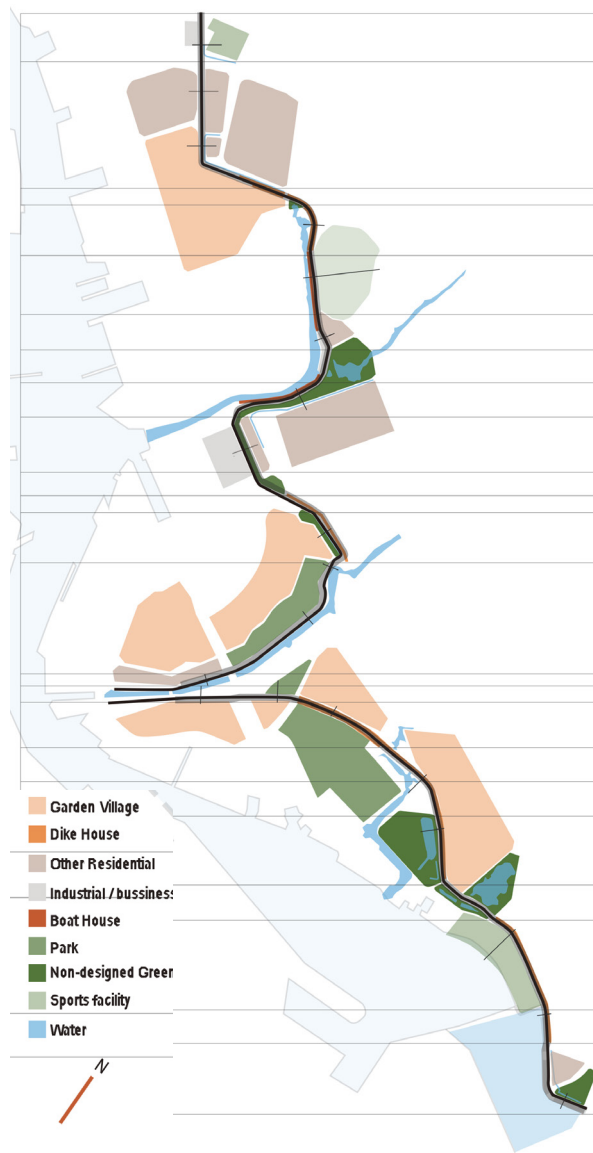 Garden Village
Dike House
Other Residential
Industrial / bussiness
Boat House
Park
Non-designed Green
Sports facility
Water
N